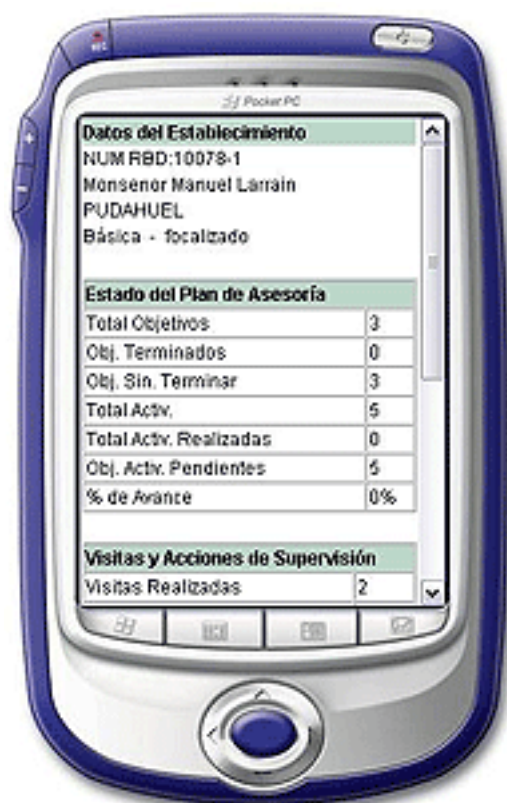 REC
Pocket PC
Datos del Establecimiento
NUM RBD:10078-1
Monsenor Manuel Larrain
PUDAHUEL
Básica - focalizado
Estado del Plan de Asesoría
Total Objetivos 3
Obj. Terminados 0
Obj. Sin. Terminar 3
Total Activ. 5
Total Activ. Realizadas 0
Obj. Activ. Pendientes 5
% de Avance 0%
Visitas y Acciones de Supervisión
Visitas Realizadas 2